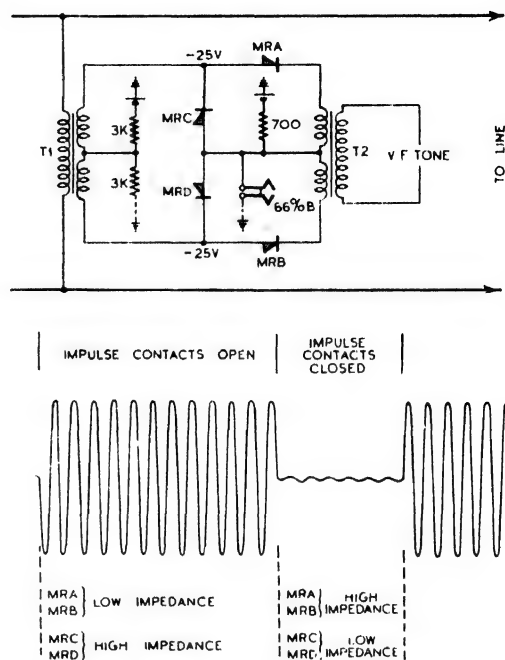 -25V
MRA
3K
MRC
700
T1
T2
V F TONE
TO LINE
3K
MRD
66%B
-25V
MRB
IMPULSE CONTACTS OPEN
IMPULSE
CONTACTS
CLOSED
MRA
MRB
LOW IMPEDANCE
MRA
MRB
HIGH
IMPEDANCE
MRC
MRD
HIGH IMPEDANCE
MRC
MRD
LOW
IMPEDANCE